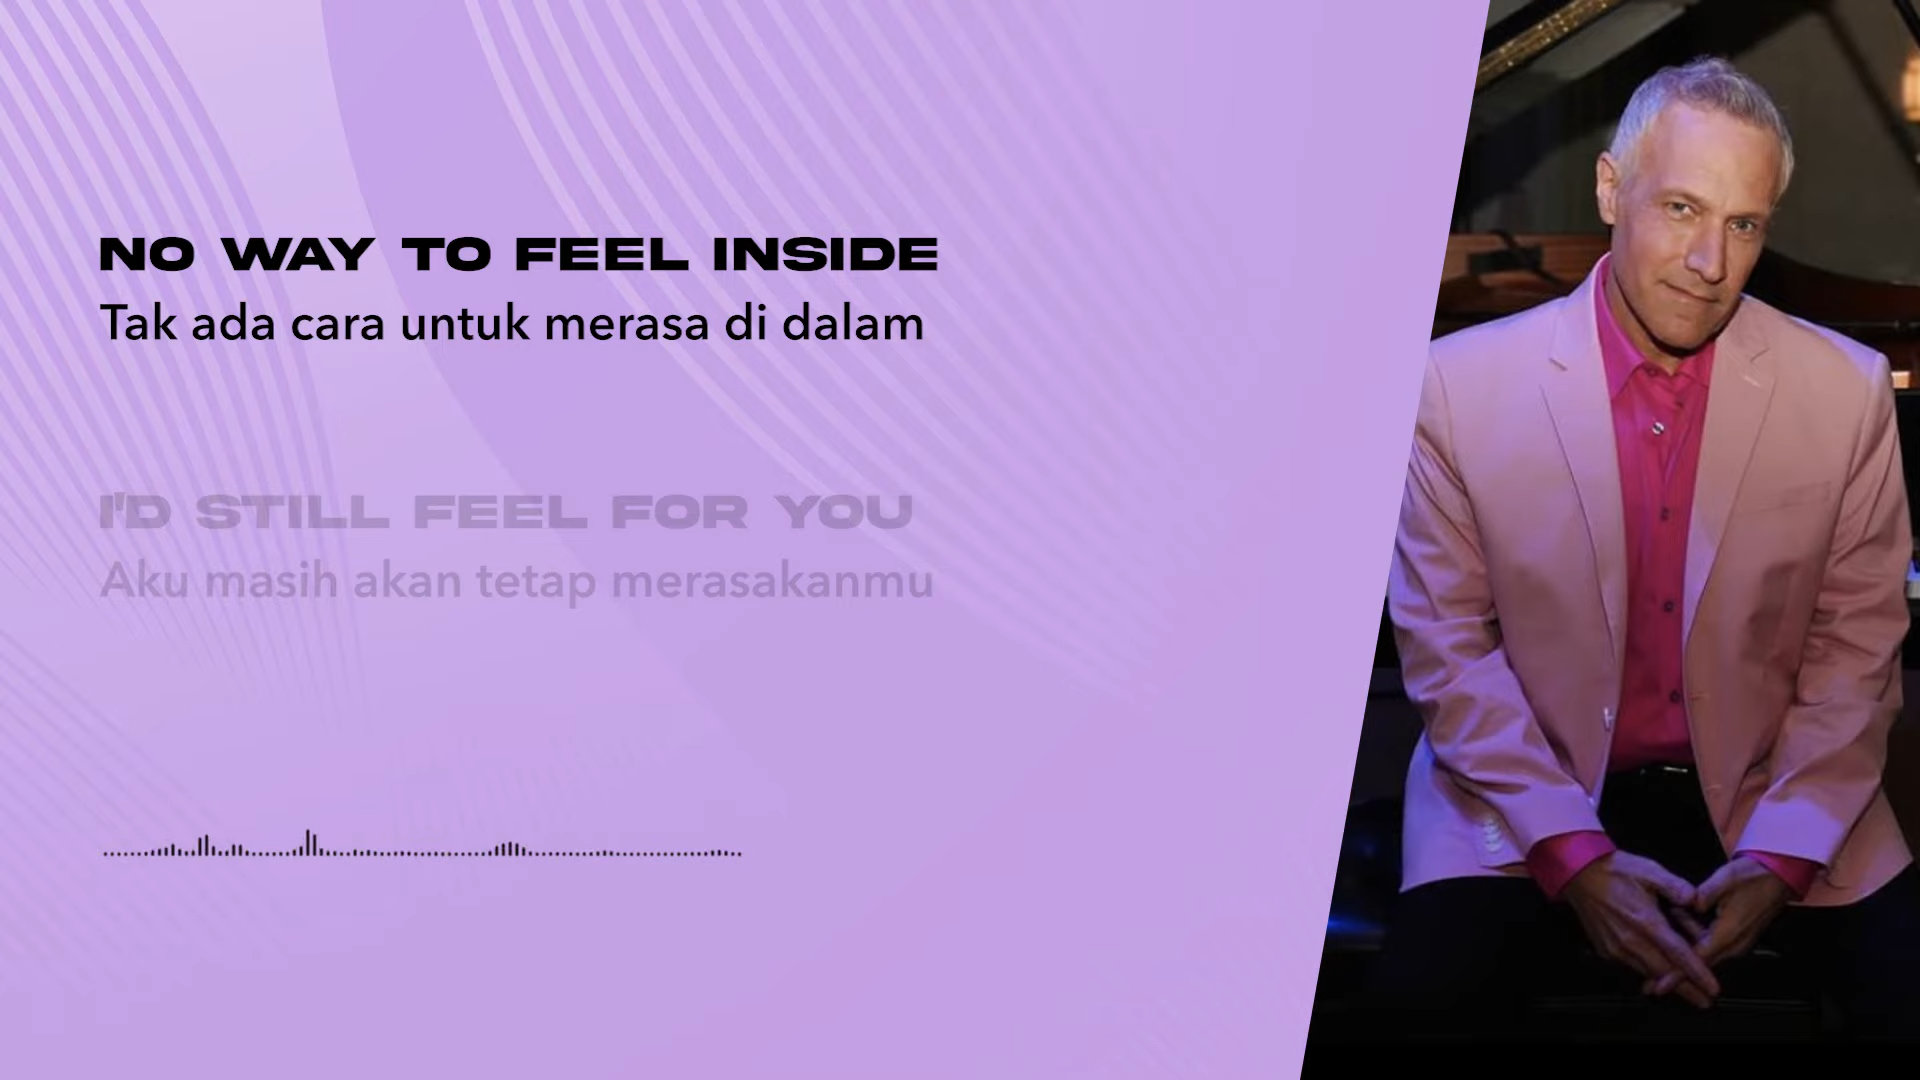 NO WAY TO FEEL INSIDE
Tak ada cara untuk merasa di dalam
I'D STILL FEEL FOR YOU
Aku masih akan tetap merasakanmu